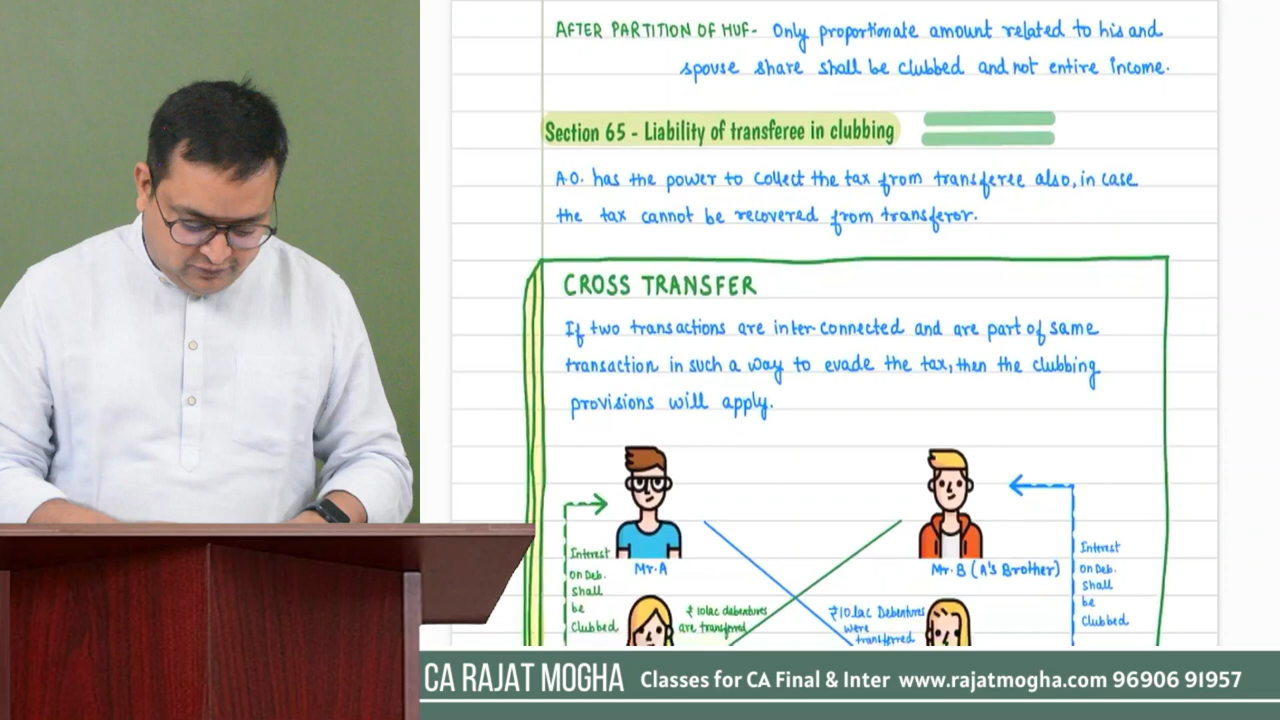 AFTER PARTITION OF HUF- Only proportionate amount related to his and
spouse share shall be clubbed and not entire income.
Section 65 - Liability of transferee in clubbing
A.O. has the power to collect the tax from transferee also, in case
the tax cannot be recovered from transferor.
CROSS TRANSFER
If two transactions are inter-connected and are part of same
transaction in such a way to evade the tax, then the clubbing
provisions will apply.
Mr. A
Mr. B (A's Brother)
Interest
on Deb.
shall
be
Clubbed
₹ 10lac debentures
are transferred
₹10 lac Debentures
were
transferred
Interest
on Deb.
shall
be
Clubbed
CA RAJAT MOGHA Classes for CA Final & Inter www.rajatmogha.com 96906 91957